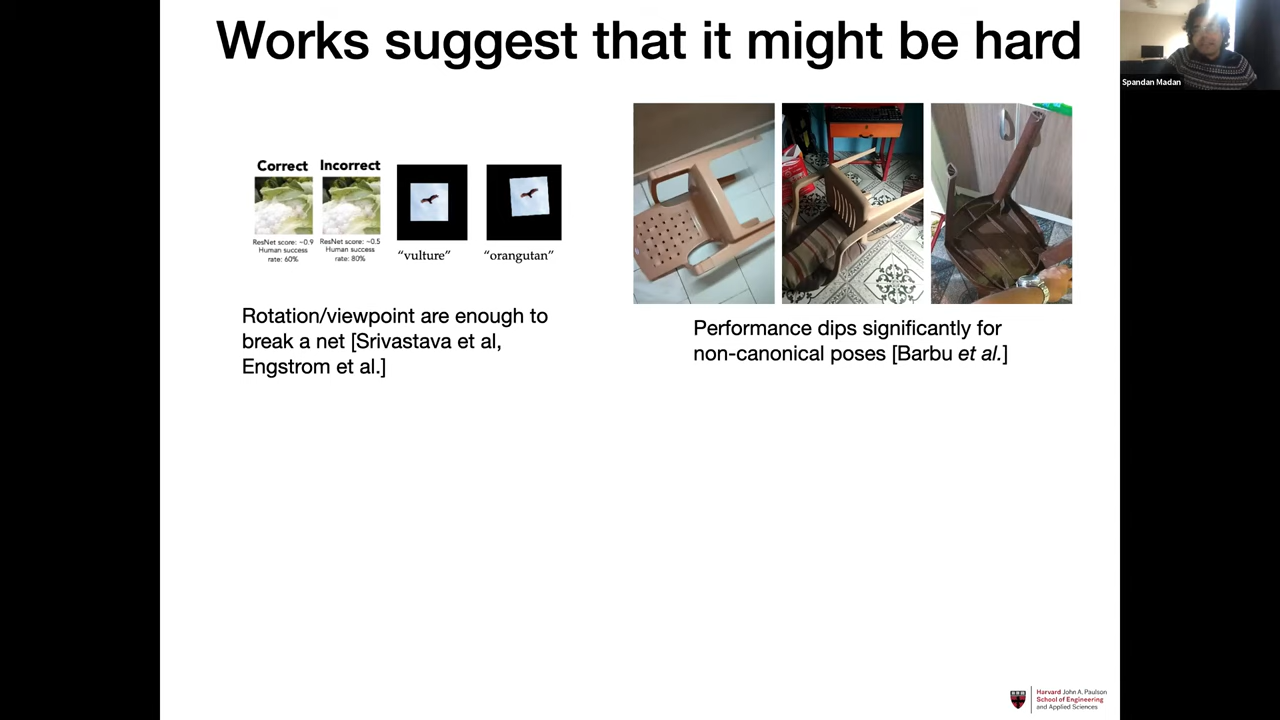 Works suggest that it might be hard
Spandan Madan
Correct
Incorrect
ResNet score: ~0.9
Human success
rate: 60%
ResNet score: ~0.5
Human success
rate: 80%
“vulture”
“orangutan”
Rotation/viewpoint are enough to
break a net [Srivastava et al,
Engstrom et al.]
Performance dips significantly for
non-canonical poses [Barbu et al.]
Harvard John A. Paulson
School of Engineering
and Applied Sciences